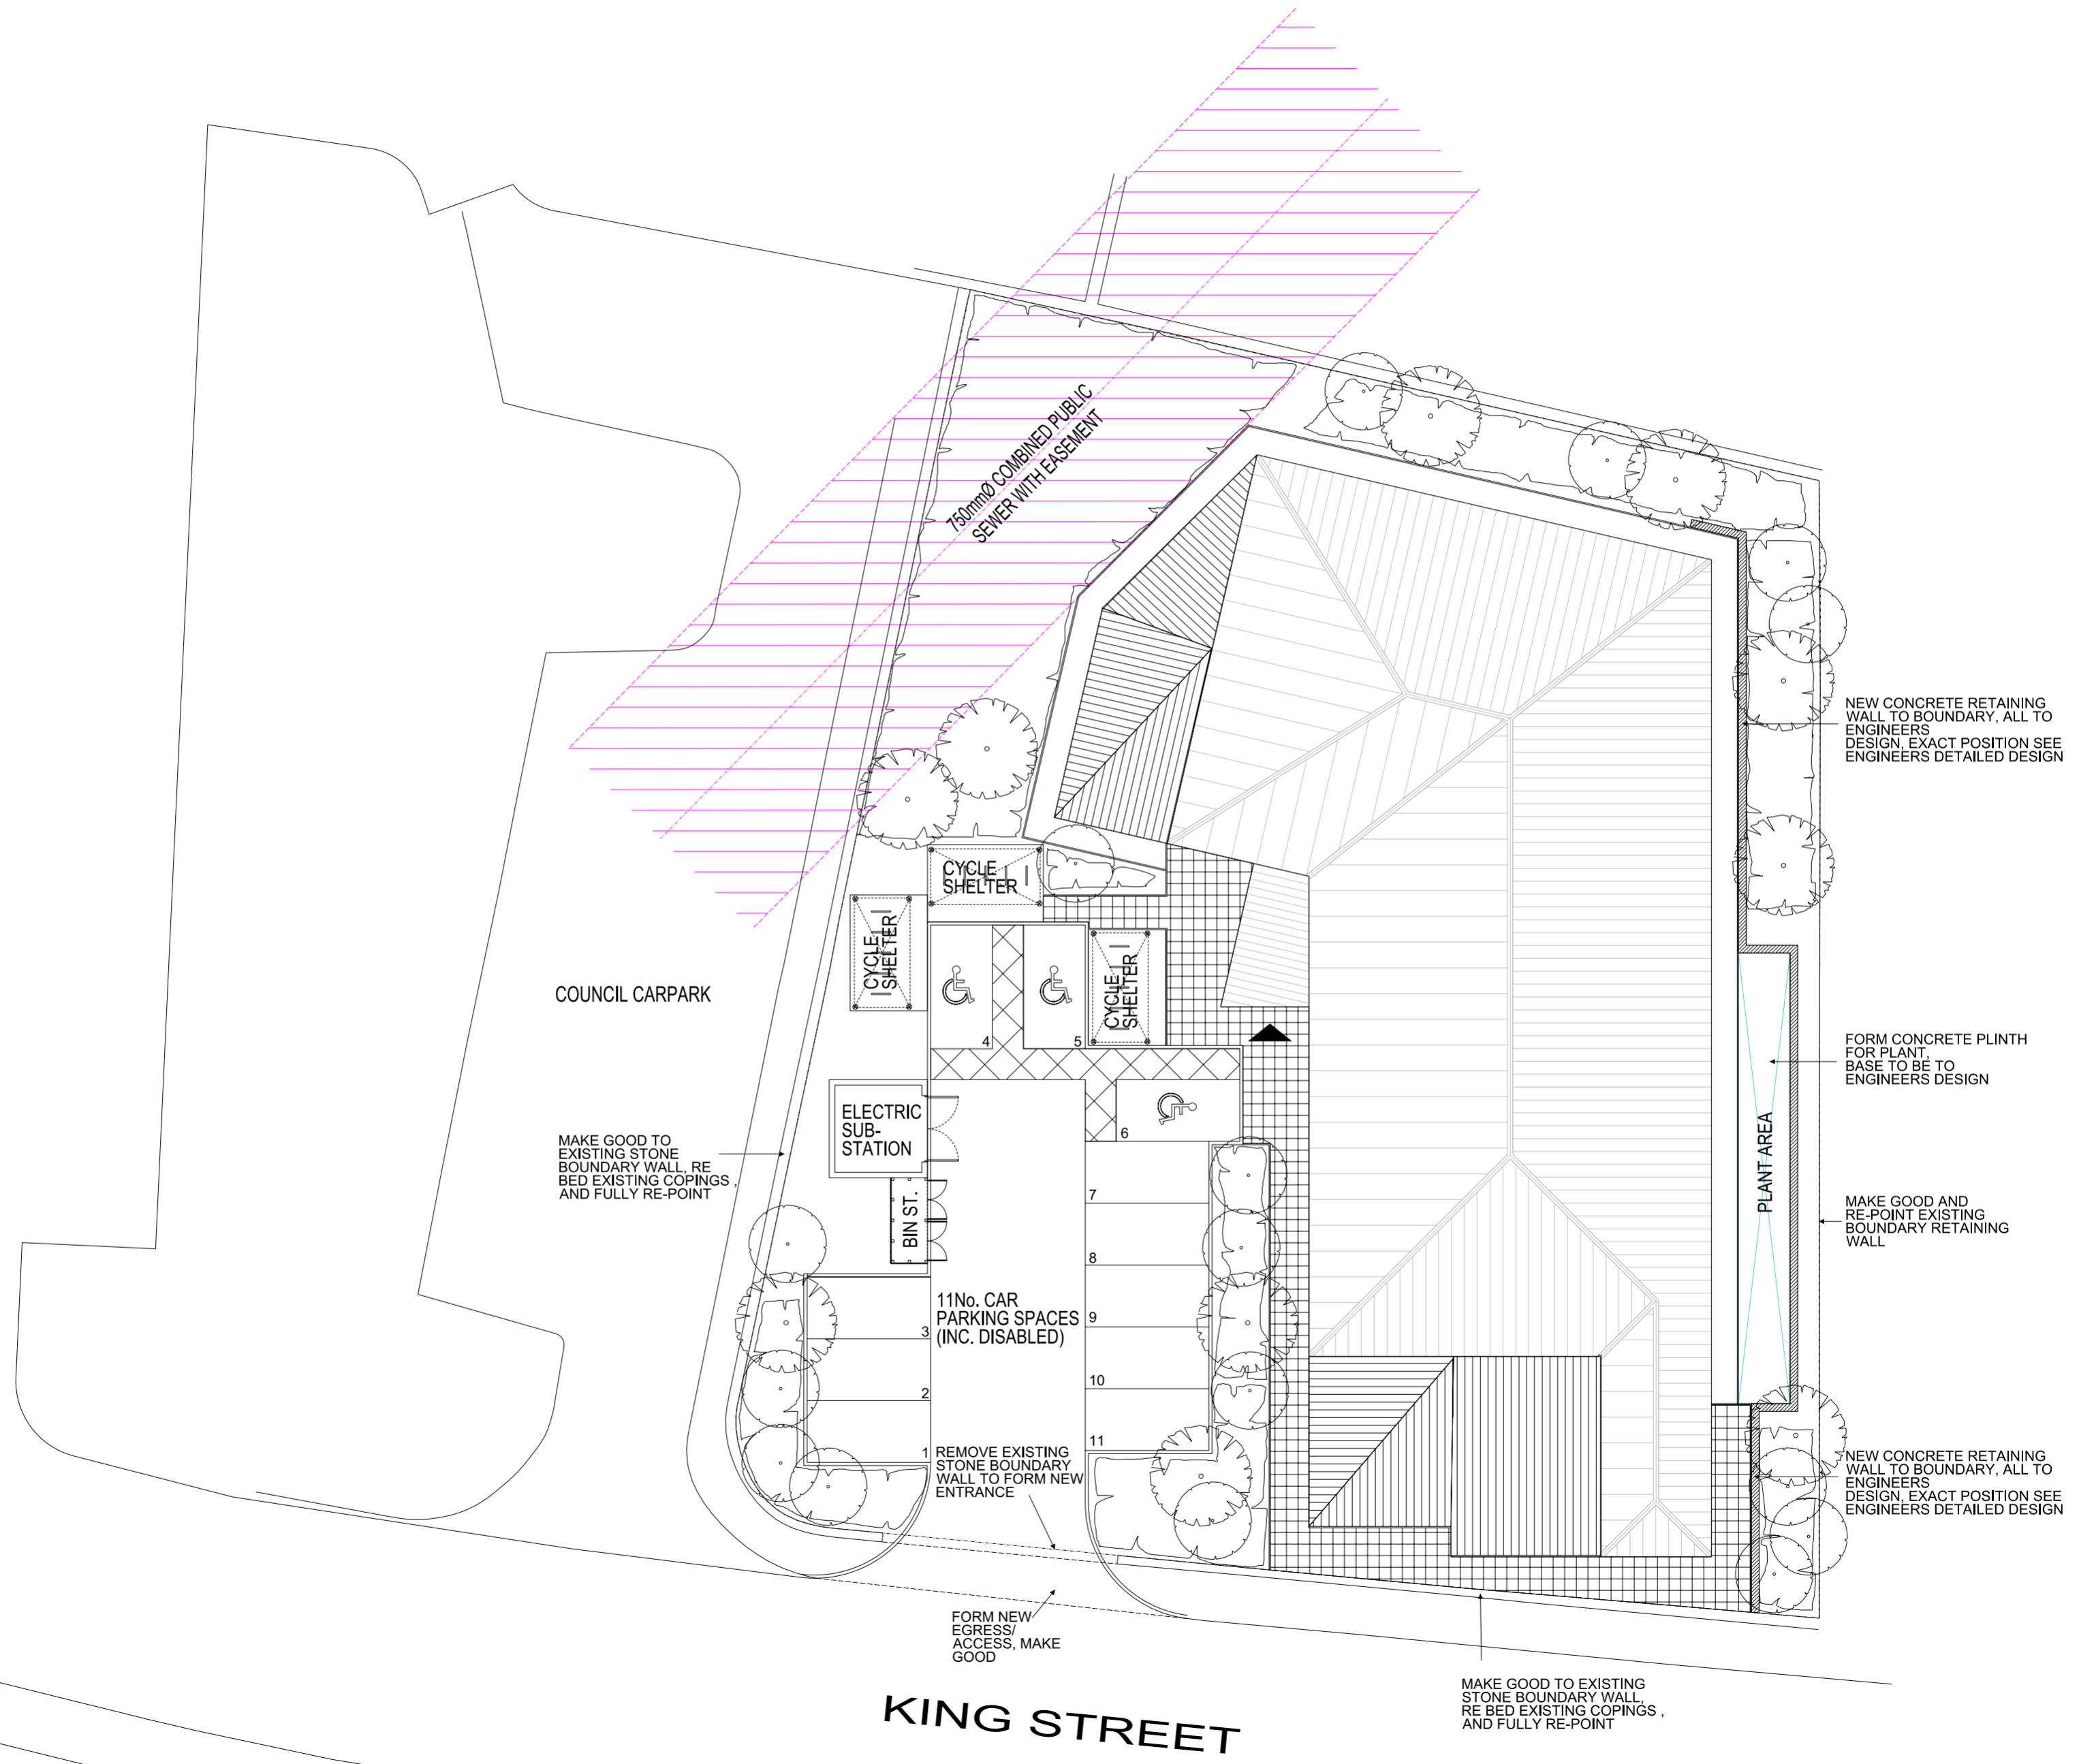 750mmØ COMBINED PUBLIC
SEWER WITH EASEMENT
NEW CONCRETE RETAINING
WALL TO BOUNDARY, ALL TO
ENGINEERS
DESIGN, EXACT POSITION SEE
ENGINEERS DETAILED DESIGN
CYCLE
SHELTER
CYCLE
SHELTER
CYCLE
SHELTER
COUNCIL CARPARK
4
5
FORM CONCRETE PLINTH
FOR PLANT,
BASE TO BE TO
ENGINEERS DESIGN
ELECTRIC
SUB-
STATION
6
MAKE GOOD TO
EXISTING STONE
BOUNDARY WALL, RE
BED EXISTING COPINGS ,
AND FULLY RE-POINT
PLANT AREA
BIN ST.
7
8
9
10
11
MAKE GOOD AND
RE-POINT EXISTING
BOUNDARY RETAINING
WALL
11No. CAR
PARKING SPACES
(INC. DISABLED)
3
2
1
REMOVE EXISTING
STONE BOUNDARY
WALL TO FORM NEW
ENTRANCE
NEW CONCRETE RETAINING
WALL TO BOUNDARY, ALL TO
ENGINEERS
DESIGN, EXACT POSITION SEE
ENGINEERS DETAILED DESIGN
FORM NEW
EGRESS/
ACCESS, MAKE
GOOD
MAKE GOOD TO EXISTING
STONE BOUNDARY WALL,
RE BED EXISTING COPINGS ,
AND FULLY RE-POINT
KING STREET